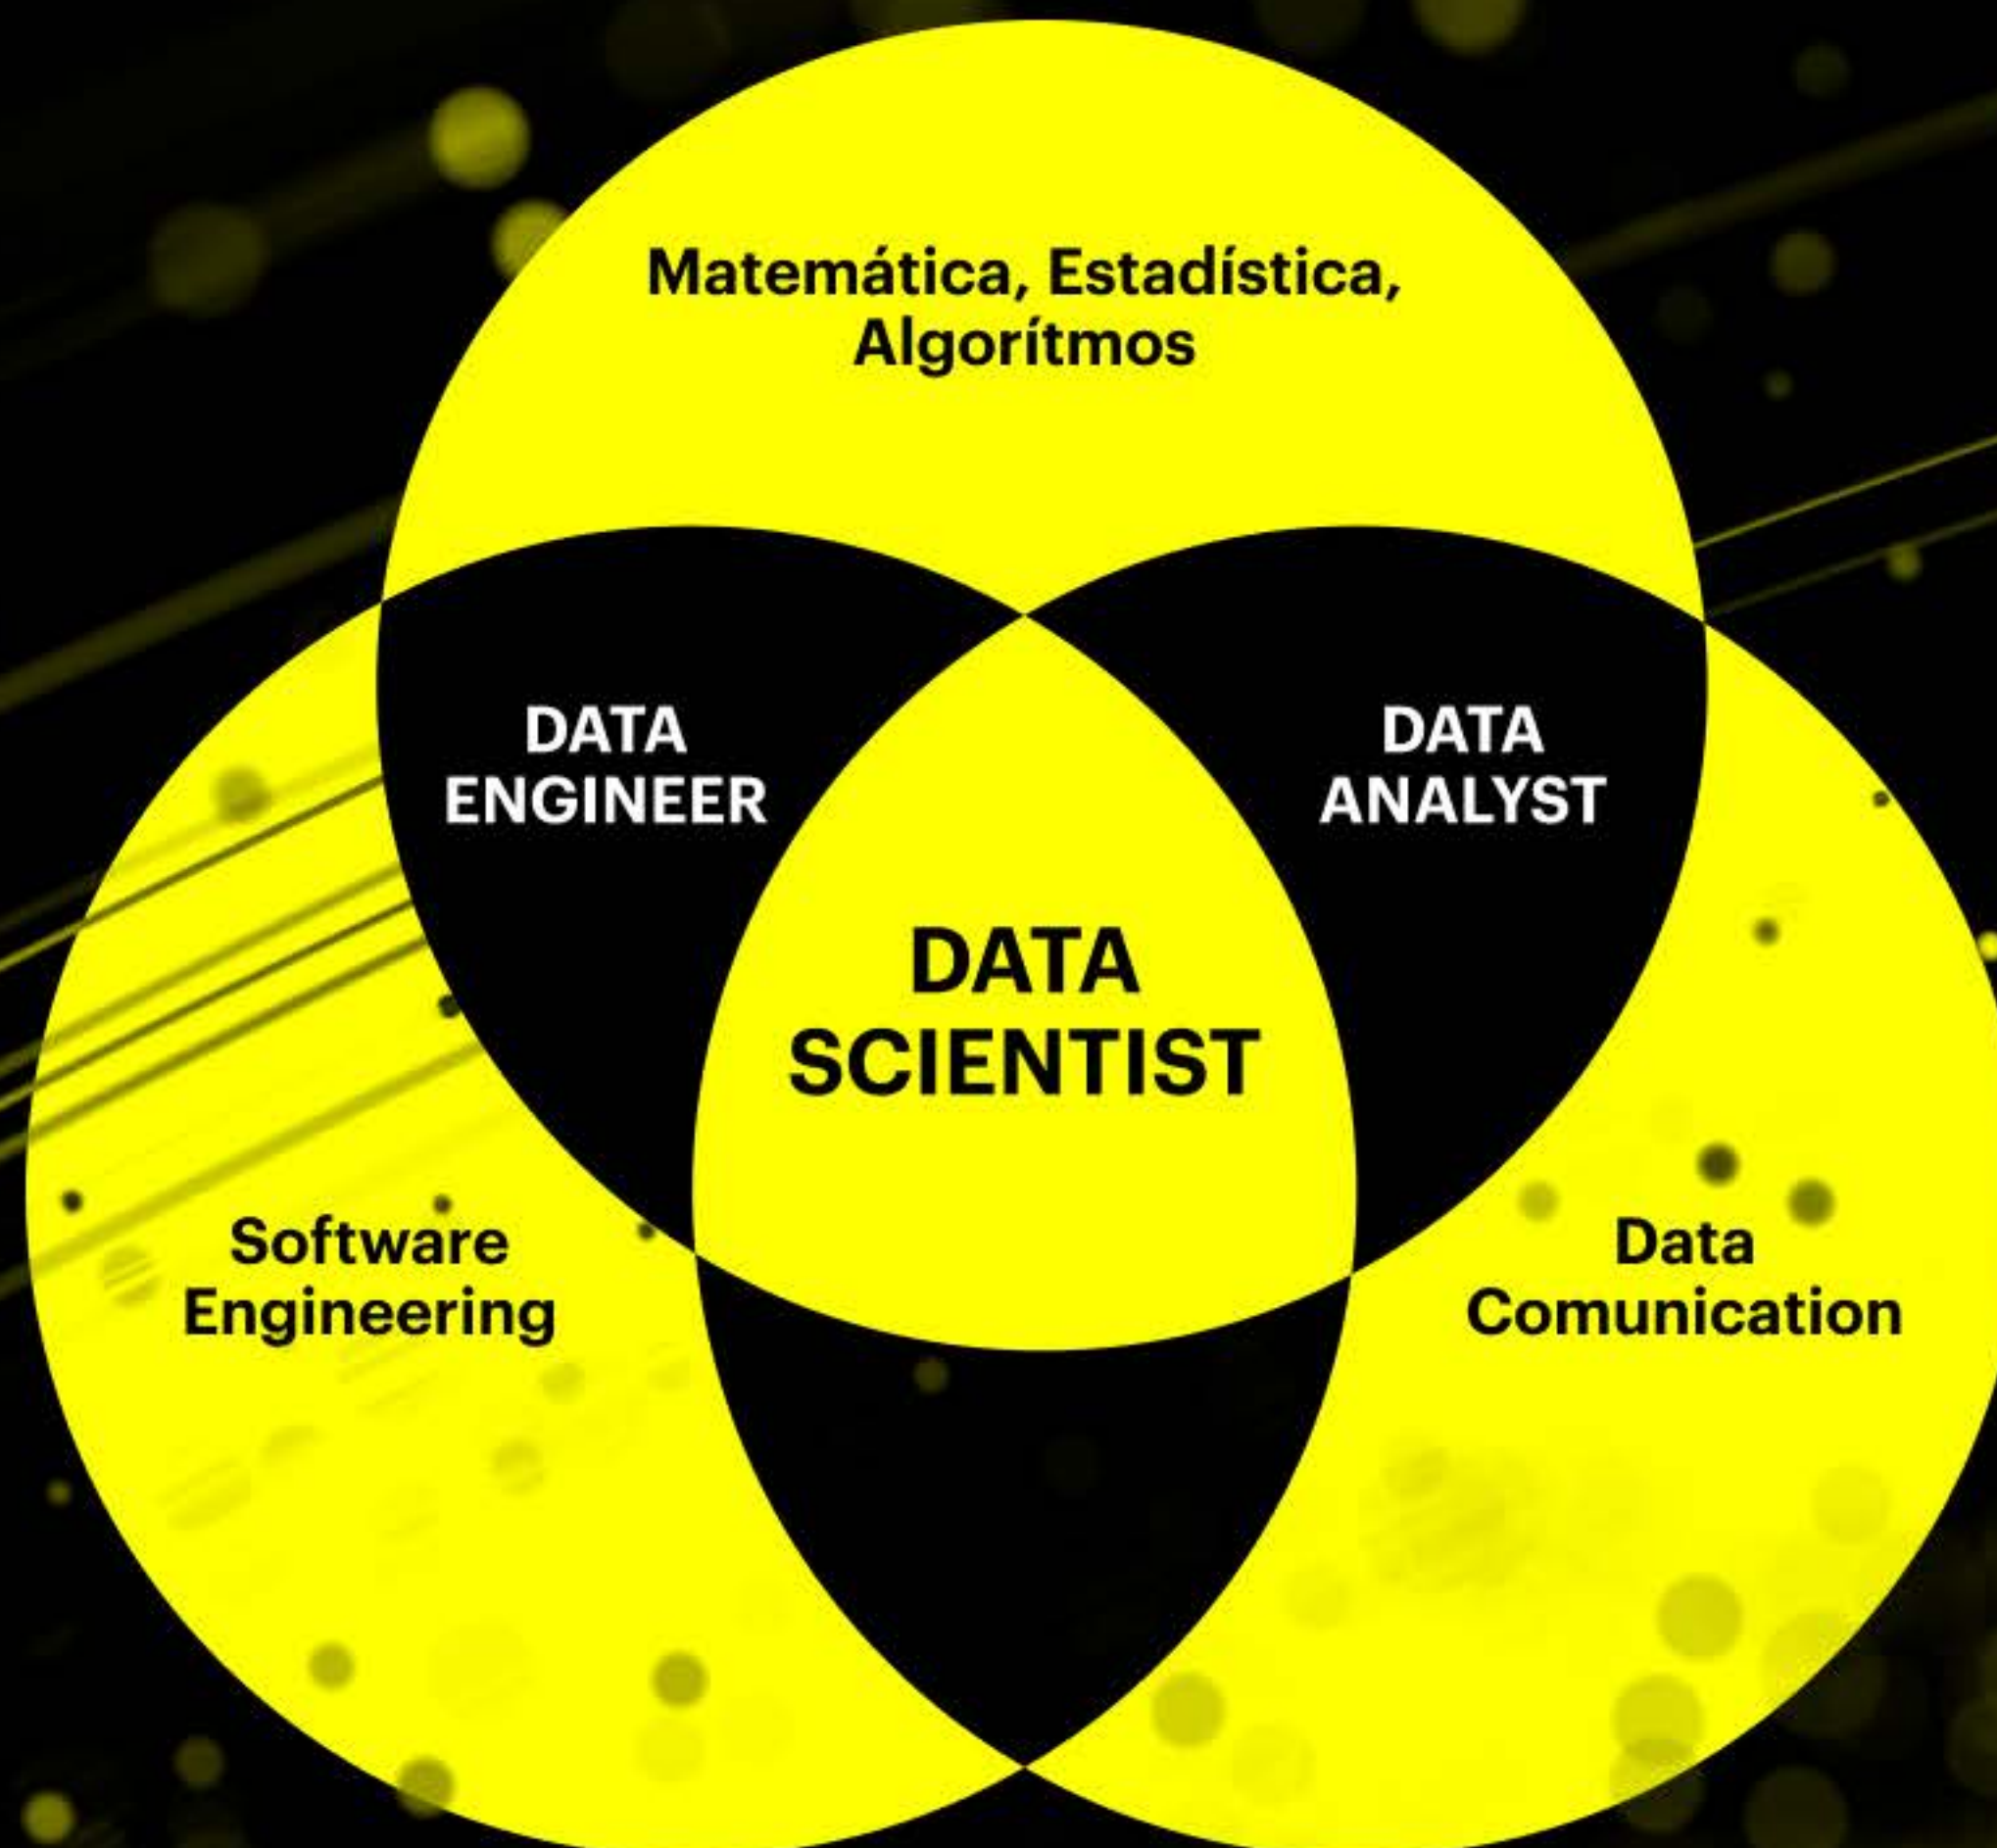 Matemática, Estadística,
Algorítmos
DATA
ENGINEER
DATA
ANALYST
DATA
SCIENTIST
Software
Engineering
Data
Comunication